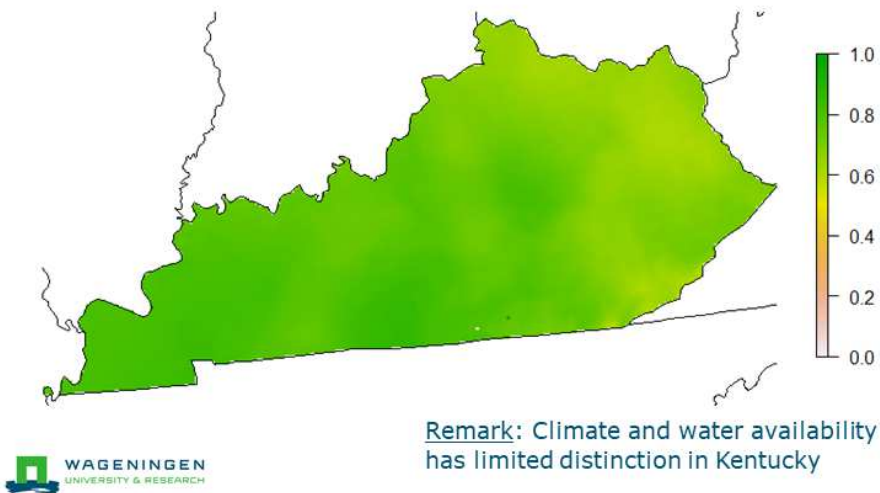 1.0
0.8
0.6
0.4
0.2
0.0
Remark: Climate and water availability
has limited distinction in Kentucky
WAGENINGEN
UNIVERSITY & RESEARCH